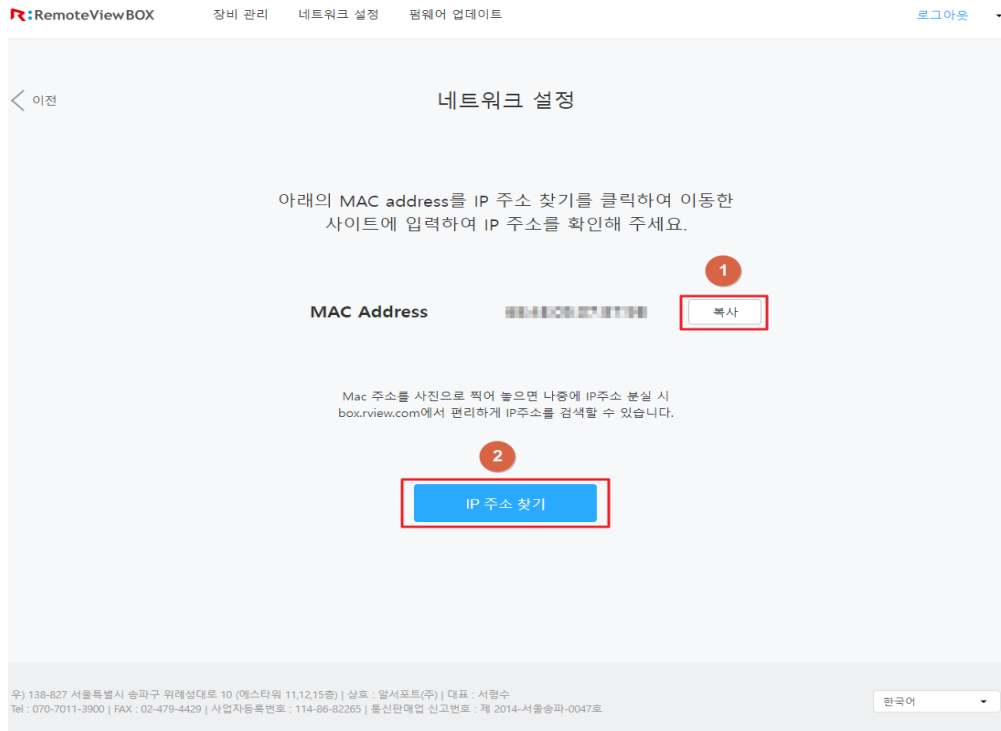 R:RemoteViewBOX 장비 관리 네트워크 설정 펌웨어 업데이트 로그아웃
이전 네트워크 설정
아래의 MAC address를 IP 주소 찾기를 클릭하여 이동한
사이트에 입력하여 IP 주소를 확인해 주세요.
1
MAC Address 복사
Mac 주소를 사진으로 찍어 놓으면 나중에 IP주소 분실 시
box.rview.com에서 편리하게 IP주소를 검색할 수 있습니다.
2
IP 주소 찾기
우) 138-827 서울특별시 송파구 위례성대로 10 (에스타워 11,12,15층) | 상호 : 알서포트(주) | 대표 : 서형수
Tel : 070-7011-3900 | FAX : 02-479-4429 | 사업자등록번호 : 114-86-82265 | 통신판매업 신고번호 : 제 2014-서울송파-0047호
한국어